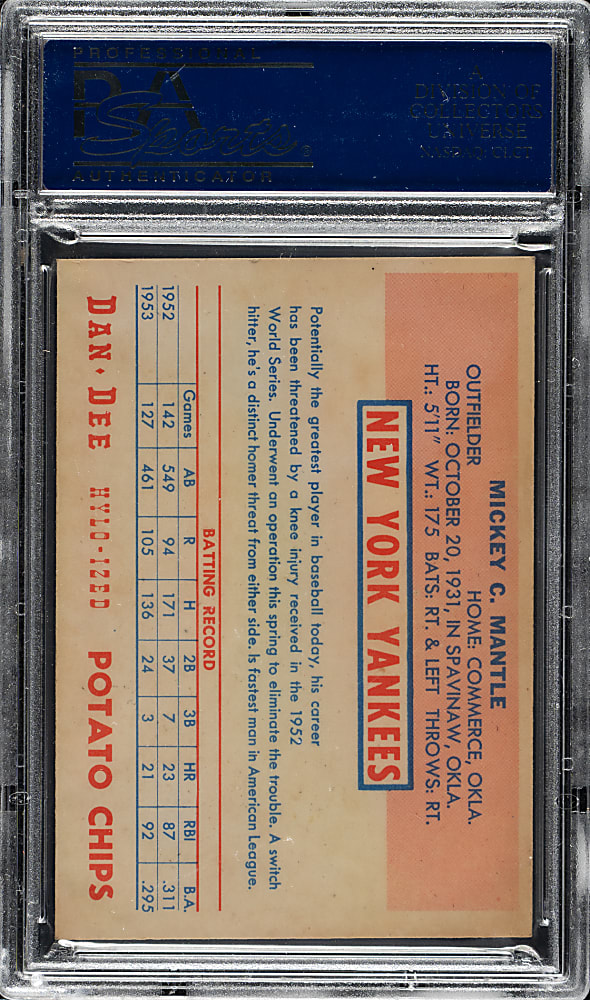 PROFESSIONAL
PSA
Sports
AUTHENTICATOR
A
DIVISION OF
COLLECTORS
UNIVERSE
NASDAQ: CLCT
MICKEY C. MANTLE
OUTFIELDER HOME: COMMERCE, OKLA.
BORN: OCTOBER 20, 1931, IN SPAVINAW, OKLA.
HT.: 5'11" WT.: 175 BATS: RT. & LEFT THROWS: RT.
NEW YORK YANKEES
Potentially the greatest player in baseball today, his career
has been threatened by a knee injury received in the 1952
World Series. Underwent an operation this spring to eliminate the trouble. A switch
hitter, he's a distinct homer threat from either side. Is fastest man in American League.
BATTING RECORD
Games AB R H 2B 3B HR RBI B.A.
1952 142 549 94 171 37 7 23 87 .311
1953 127 461 105 136 24 3 21 92 .295
DAN·DEE HYLO-IZED POTATO CHIPS